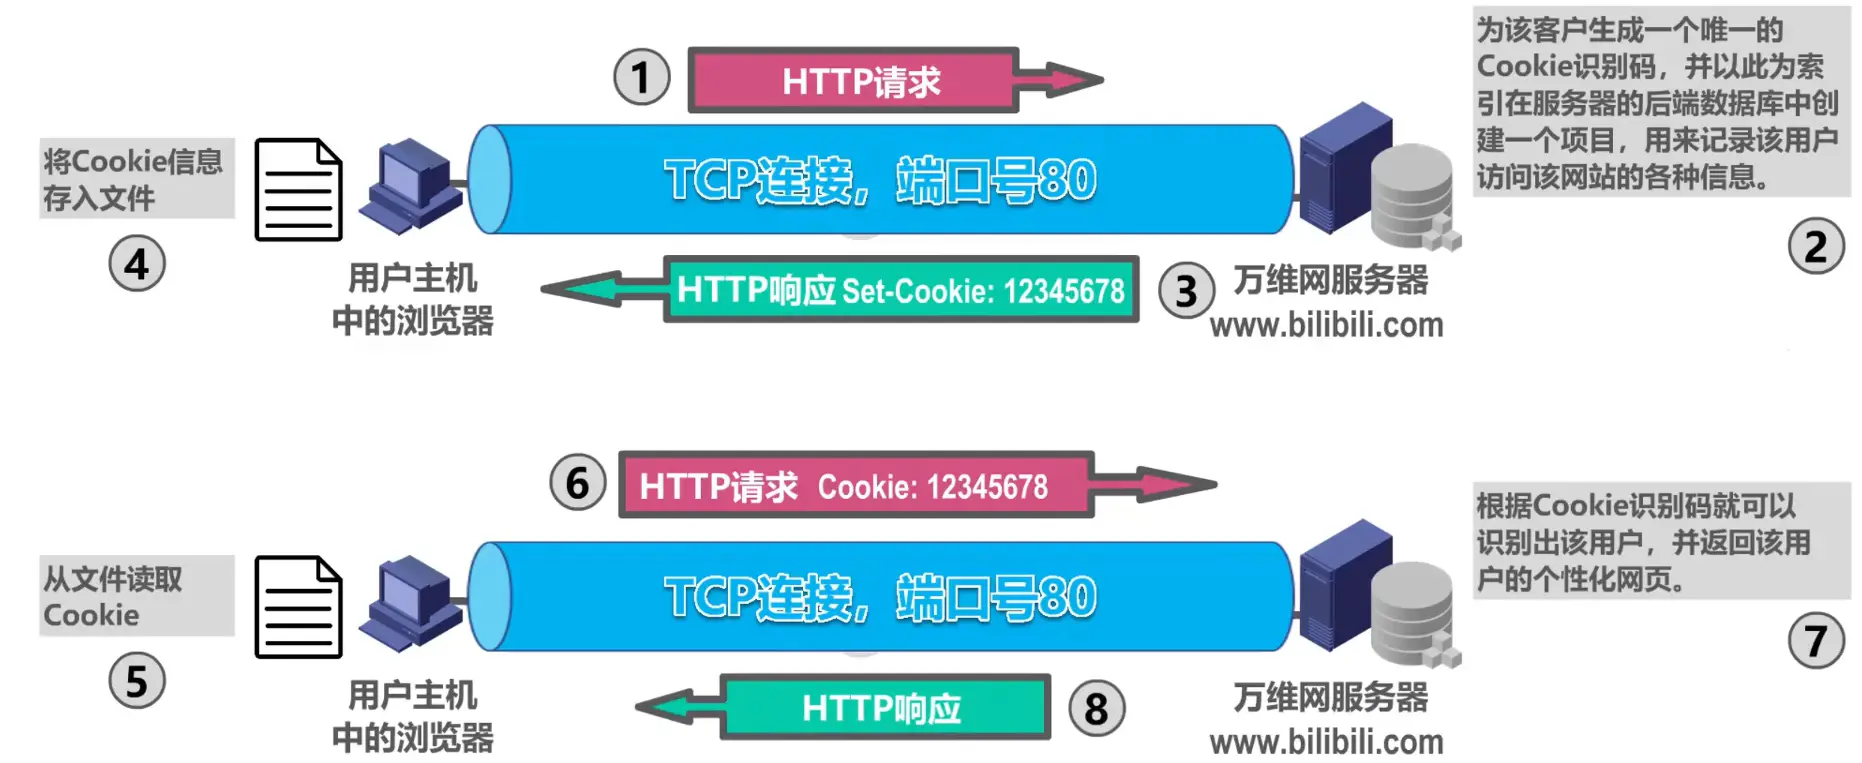 ①
HTTP请求
为该客户生成一个唯一的
Cookie识别码，并以此为索
引在服务器的后端数据库中创
建一个项目，用来记录该用户
访问该网站的各种信息。
②
将Cookie信息
存入文件
④
TCP连接，端口号80
用户主机
中的浏览器
HTTP响应 Set-Cookie: 12345678
③
万维网服务器
www.bilibili.com
⑥
HTTP请求 Cookie: 12345678
根据Cookie识别码就可以
识别出该用户，并返回该用
户的个性化网页。
⑦
从文件读取
Cookie
⑤
TCP连接，端口号80
用户主机
中的浏览器
HTTP响应
⑧
万维网服务器
www.bilibili.com